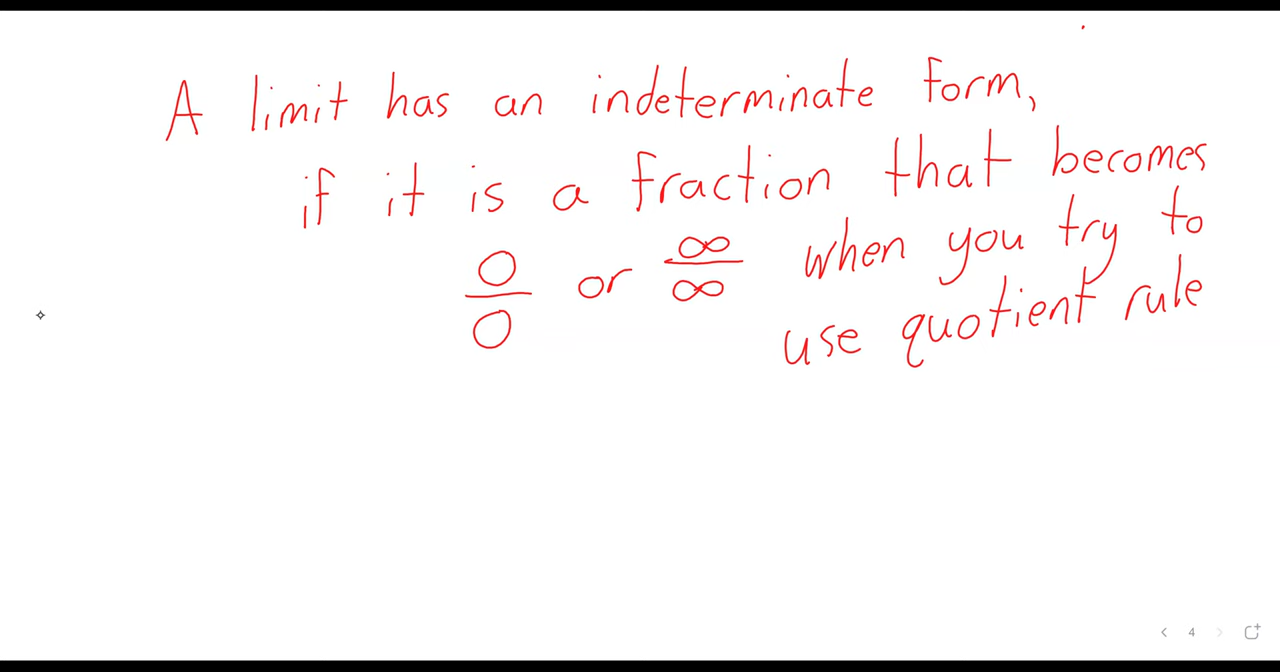 A limit has an indeterminate form,
if it is a fraction that becomes
0/0 or ∞/∞ when you try to
use quotient rule
4